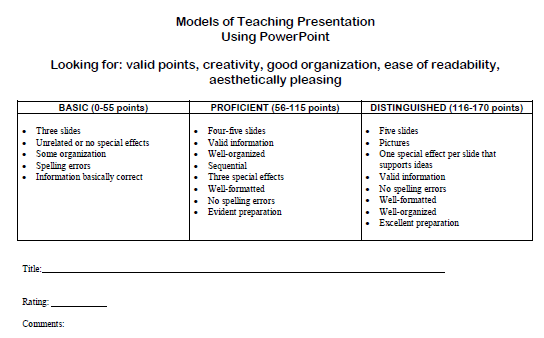 Models of Teaching Presentation
Using PowerPoint
Looking for: valid points, creativity, good organization, ease of readability,
aesthetically pleasing
BASIC (0-55 points)
• Three slides
• Unrelated or no special effects
• Some organization
• Spelling errors
• Information basically correct
PROFICIENT (56-115 points)
• Four-five slides
• Valid information
• Well-organized
• Sequential
• Three special effects
• Well-formatted
• No spelling errors
• Evident preparation
DISTINGUISHED (116-170 points)
• Five slides
• Pictures
• One special effect per slide that
supports ideas
• Valid information
• No spelling errors
• Well-formatted
• Well-organized
• Excellent preparation
Title:
Rating:
Comments: